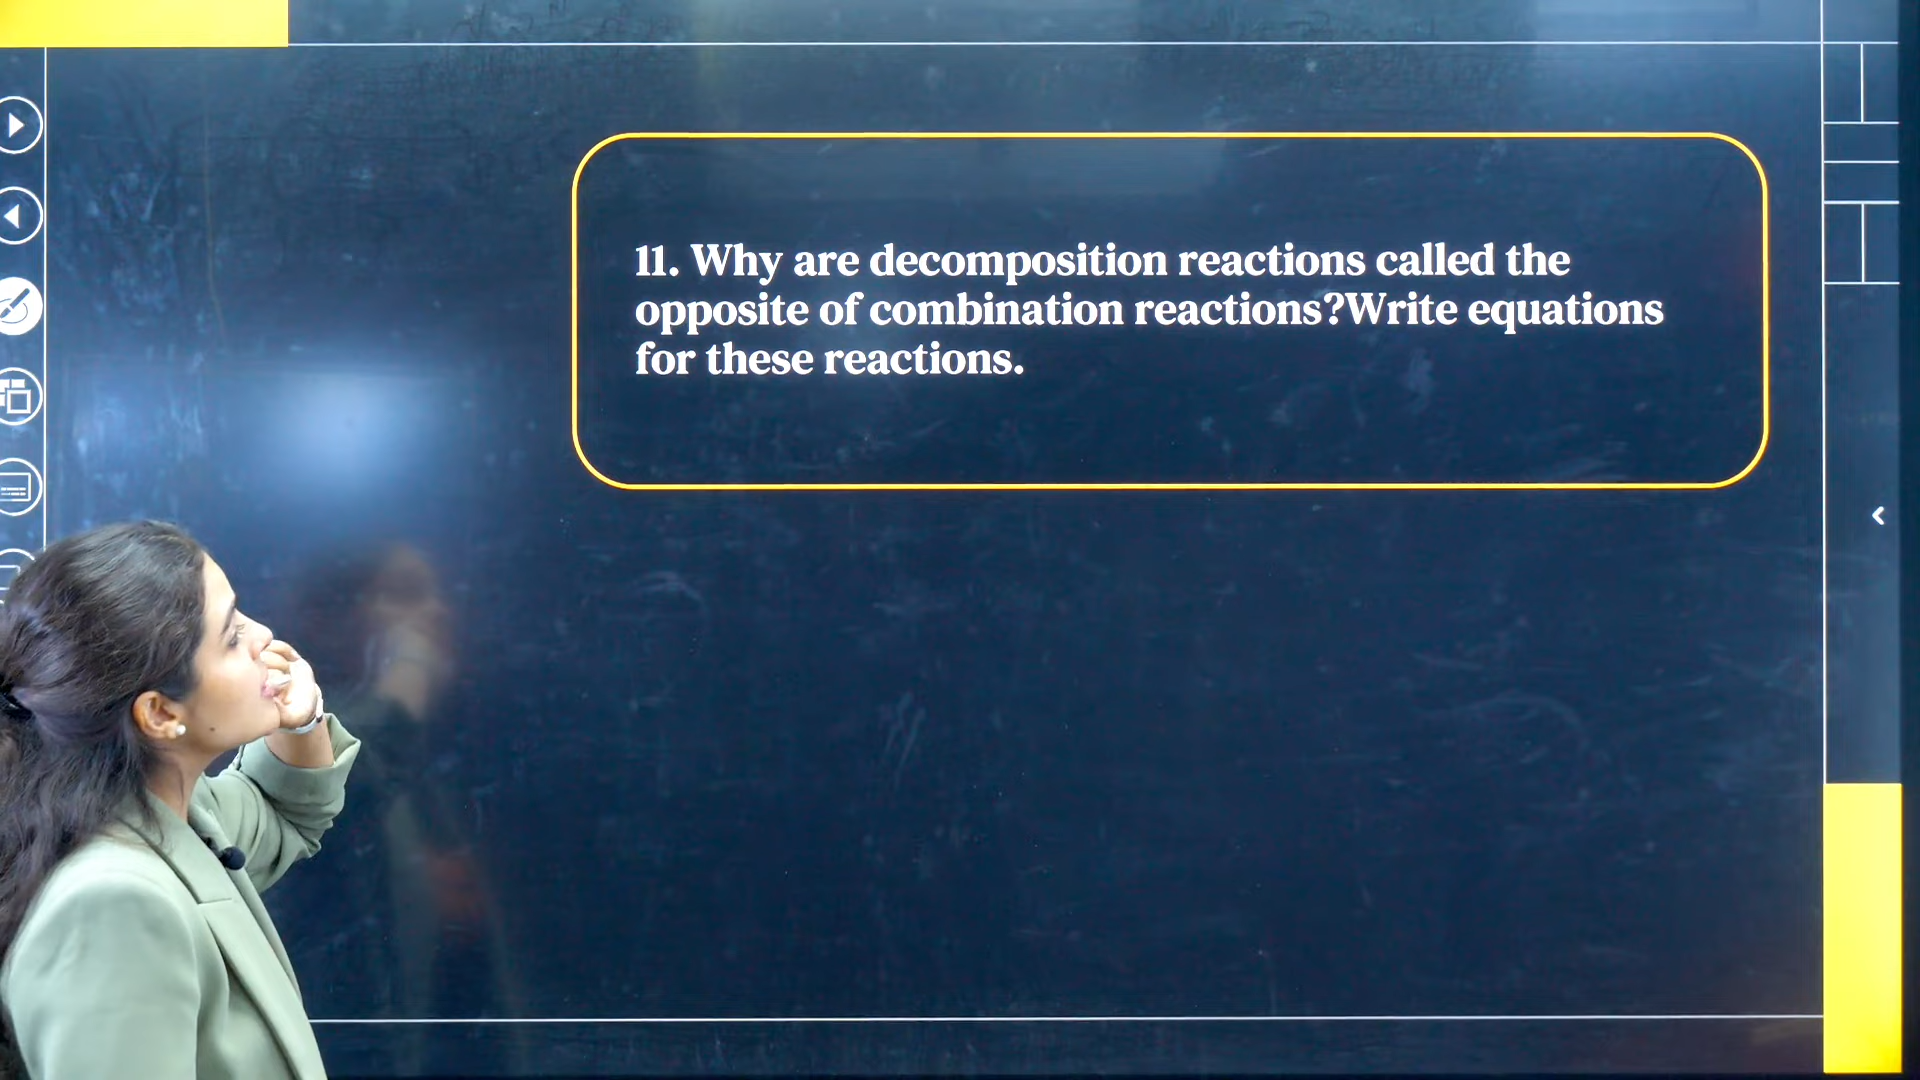 11. Why are decomposition reactions called the
opposite of combination reactions?Write equations
for these reactions.